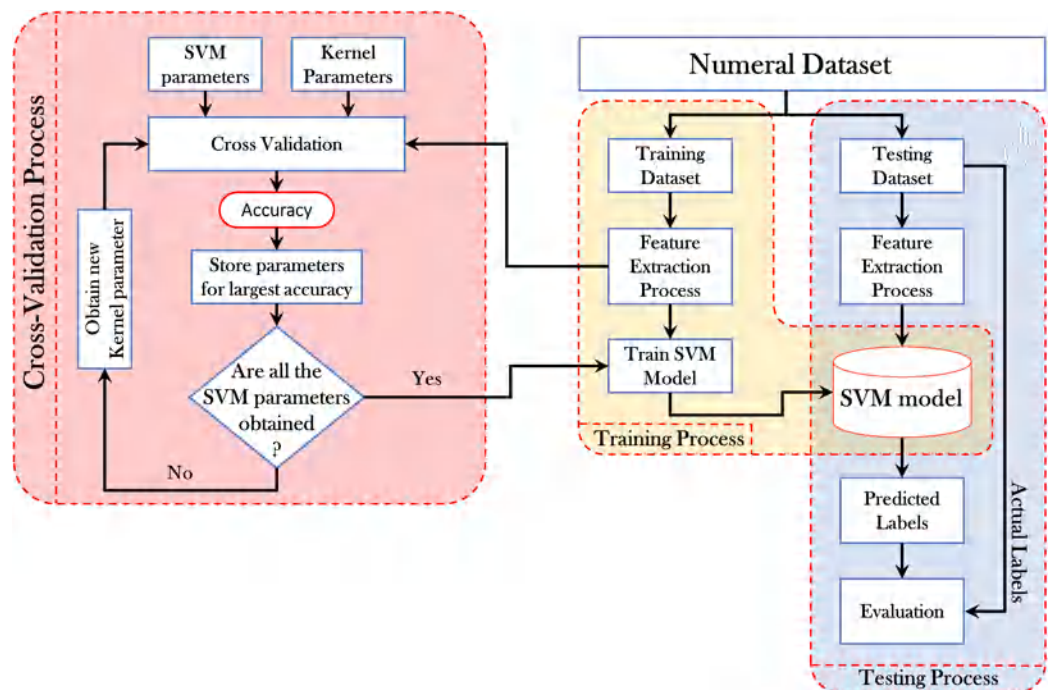 Cross-Validation Process
SVM
parameters
Kernel
Parameters
Cross Validation
Accuracy
Store parameters
for largest accuracy
Obtain new
Kernel parameter
Are all the
SVM parameters
obtained
?
Yes
No
Numeral Dataset
Training
Dataset
Feature
Extraction
Process
Train SVM
Model
Training Process
Testing
Dataset
Feature
Extraction
Process
SVM model
Predicted
Labels
Evaluation
Actual Labels
Testing Process